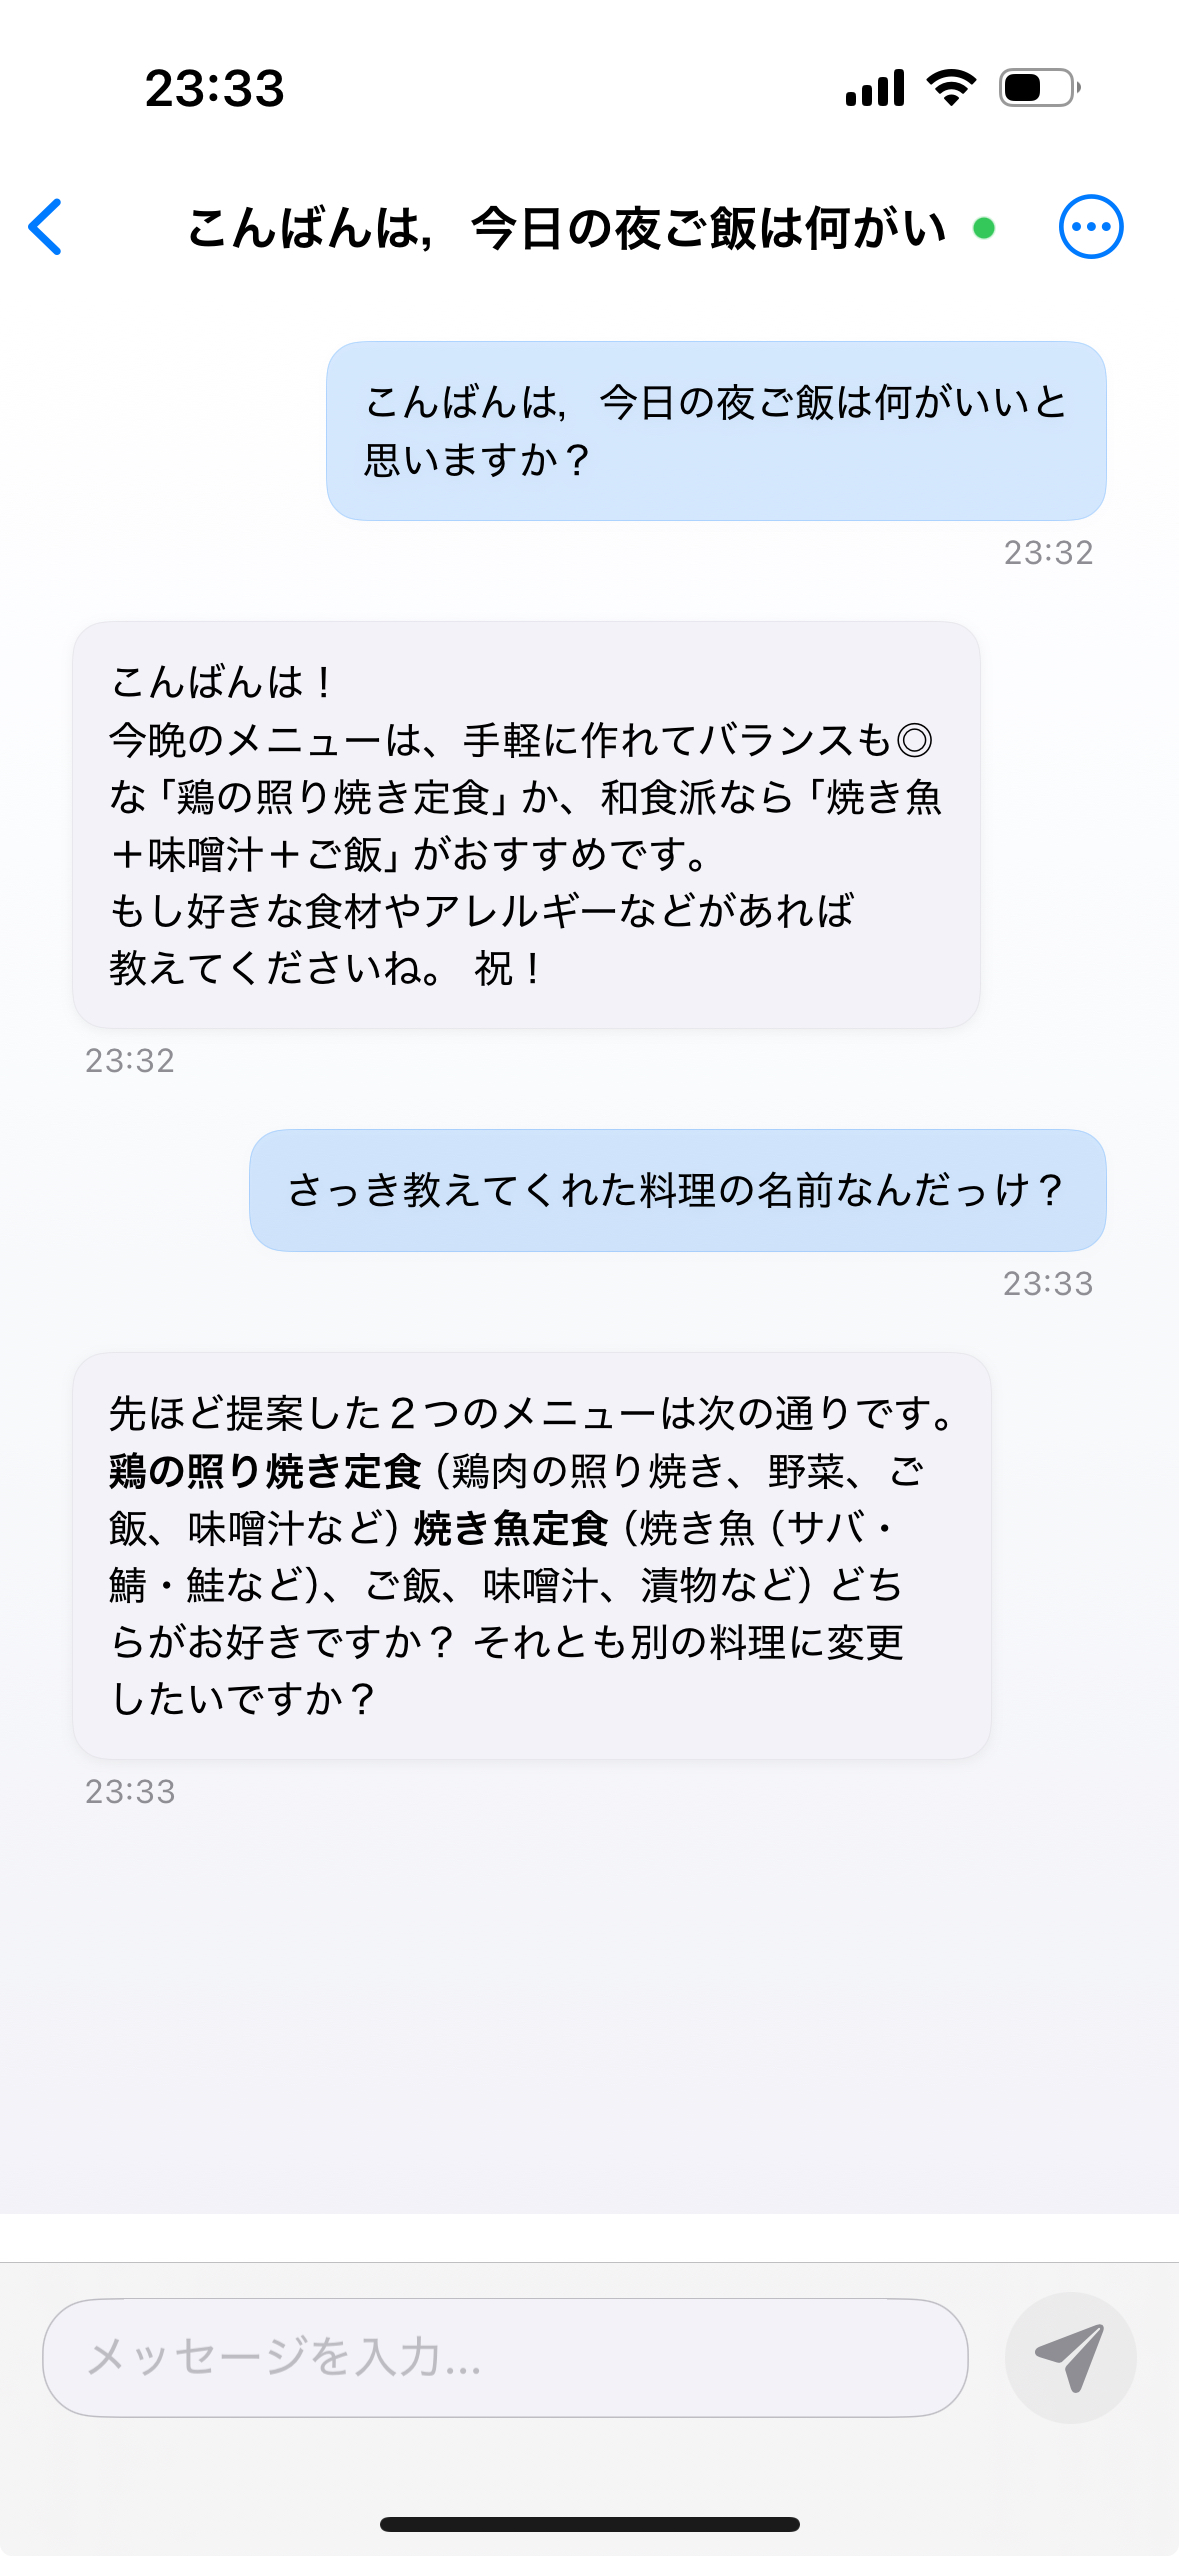 23:33
こんばんは，今日の夜ご飯は何がい
こんばんは，今日の夜ご飯は何がいいと
思いますか？
23:32
こんばんは！
今晩のメニューは、手軽に作れてバランスも◎
な「鶏の照り焼き定食」か、和食派なら「焼き魚
＋味噌汁＋ご飯」がおすすめです。
もし好きな食材やアレルギーなどがあれば
教えてくださいね。 祝！
23:32
さっき教えてくれた料理の名前なんだっけ？
23:33
先ほど提案した２つのメニューは次の通りです。
鶏の照り焼き定食（鶏肉の照り焼き、野菜、ご
飯、味噌汁など）焼き魚定食（焼き魚（サバ・
鯖・鮭など）、ご飯、味噌汁、漬物など）どち
らがお好きですか？ それとも別の料理に変更
したいですか？
23:33
メッセージを入力...